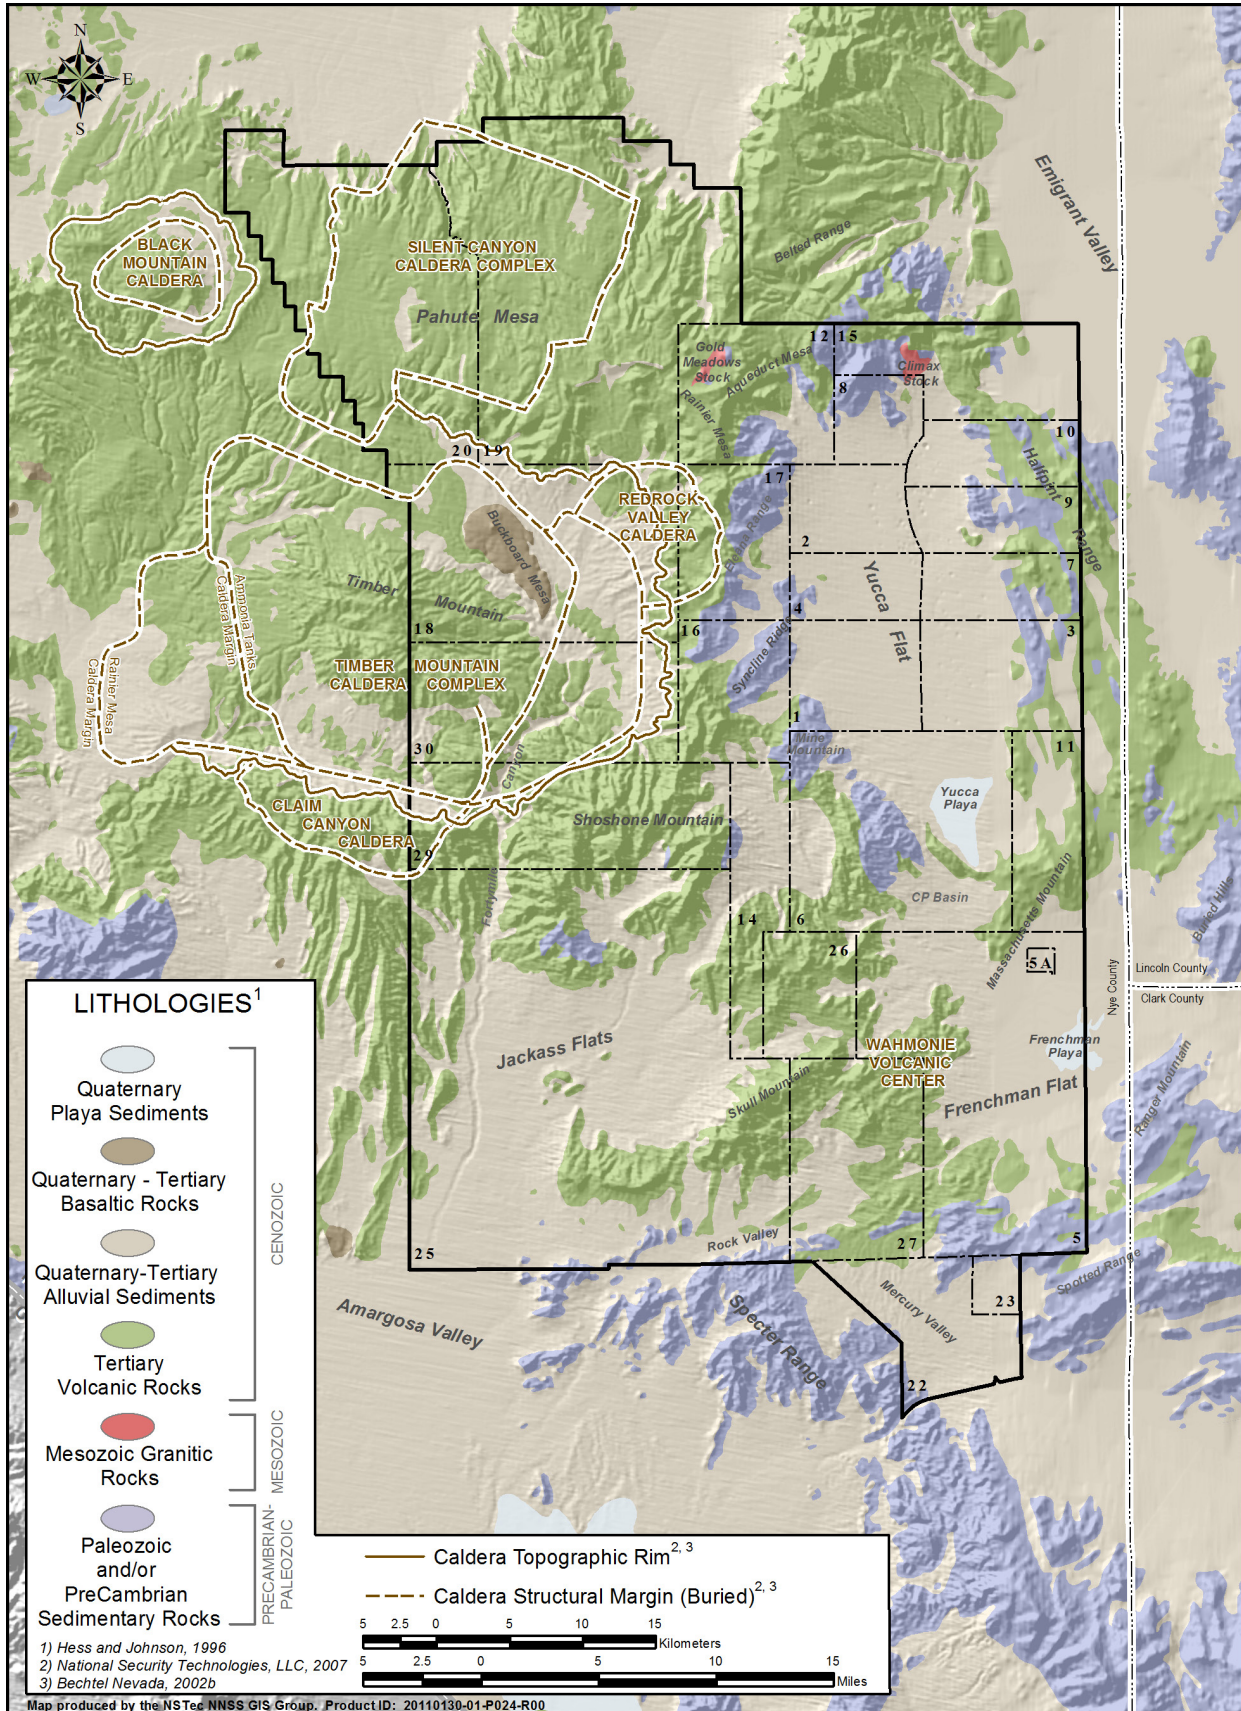 N
W
E
S
Emigrant Valley
BLACK
MOUNTAIN
CALDERA
SILENT CANYON
CALDERA COMPLEX
Belted Range
Pahute Mesa
12
15
Gold
Meadows
Stock
Aqueduct Mesa
Climax
Stock
8
Rainier Mesa
10
20
19
17
Halfpint
Range
REDROCK
VALLEY
CALDERA
9
Buckboard Mesa
Eleana Range
2
7
Ammonia Tanks
Caldera Margin
Timber
Mountain
Yucca
Flat
4
18
16
3
Syncline Ridge
Rainier Mesa
Caldera Margin
TIMBER MOUNTAIN
CALDERA COMPLEX
1
30
Mine
Mountain
11
Canyon
Yucca
Playa
CLAIM
CANYON
CALDERA
Shoshone Mountain
29
Fortymile
CP Basin
Massachusetts Mountain
Buried Hills
14
6
26
5A
Lincoln County
Nye County
Clark County
Jackass Flats
WAHMONIE
VOLCANIC
CENTER
Frenchman
Playa
Skull Mountain
Frenchman Flat
Ranger Mountain
Rock Valley
25
27
5
Spotted Range
23
Mercury Valley
Amargosa Valley
Specter Range
22
LITHOLOGIES1
Quaternary
Playa Sediments
Quaternary - Tertiary
Basaltic Rocks
Quaternary-Tertiary
Alluvial Sediments
Tertiary
Volcanic Rocks
CENOZOIC
Mesozoic Granitic
Rocks
MESOZOIC
Paleozoic
and/or
PreCambrian
Sedimentary Rocks
PRECAMBRIAN-
PALEOZOIC
1) Hess and Johnson, 1996
2) National Security Technologies, LLC, 2007
3) Bechtel Nevada, 2002b
Caldera Topographic Rim2, 3
Caldera Structural Margin (Buried)2, 3
5 2.5 0 5 10 15
Kilometers
5 2.5 0 5 10 15
Miles
Map produced by the NSTec NNSS GIS Group. Product ID: 20110130-01-P024-R00